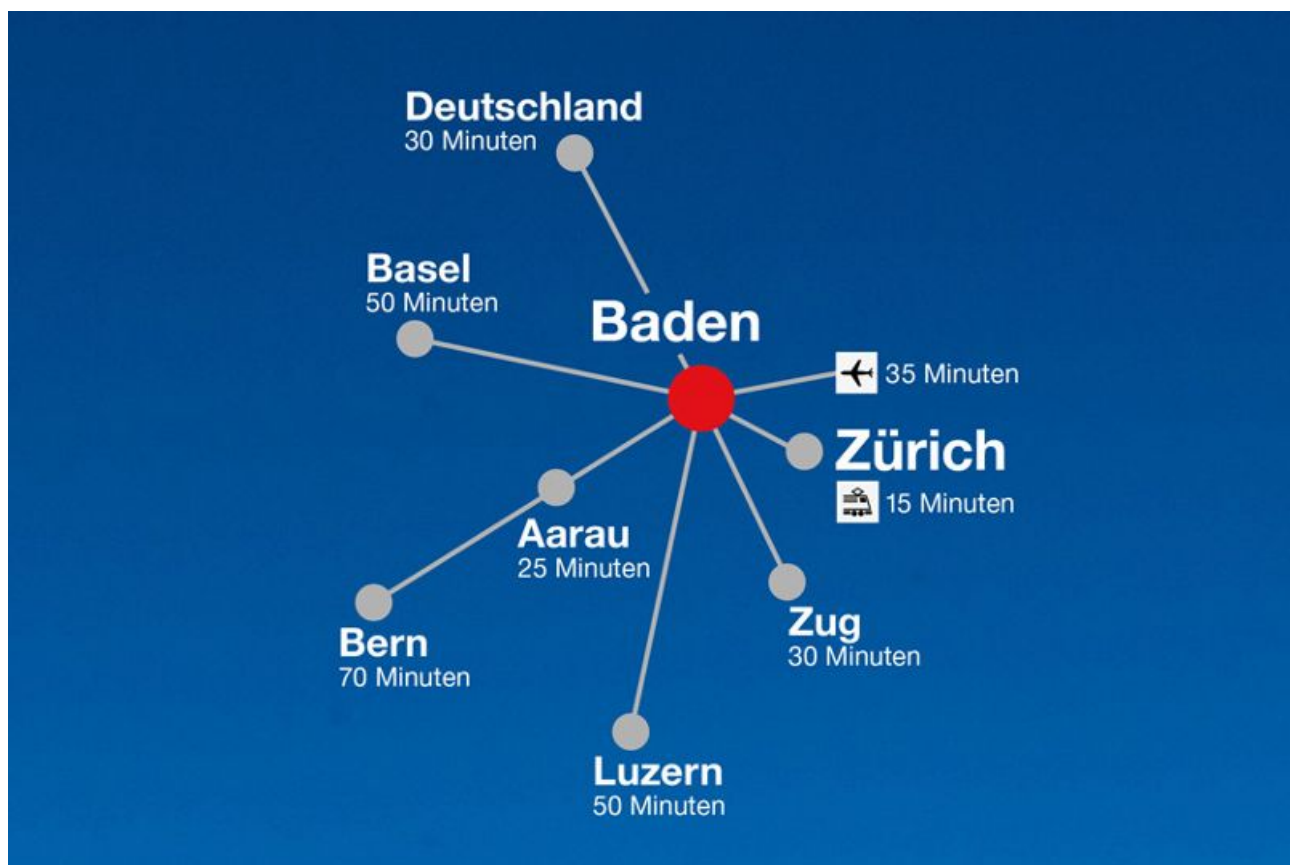 Deutschland
30 Minuten
Basel
50 Minuten
Baden
35 Minuten
Zürich
15 Minuten
Aarau
25 Minuten
Zug
30 Minuten
Bern
70 Minuten
Luzern
50 Minuten